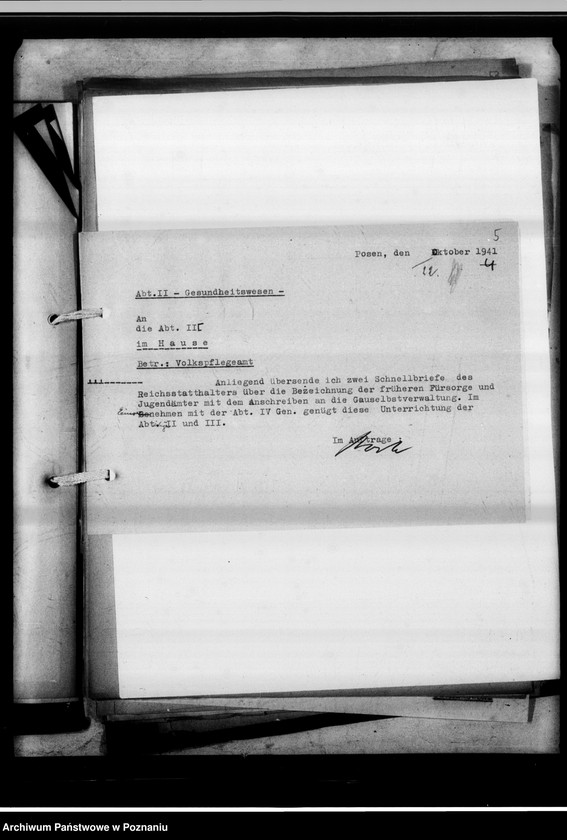 5
Posen, den Oktober 1941
22. 4
Abt.II - Gesundheitswesen -
An
die Abt. III
im Hause
Betr.: Volkspflegeamt
Anliegend übersende ich zwei Schnellbriefe des
Reichsstatthalters über die Bezeichnung der früheren Fürsorge und
Jugendämter mit dem Anschreiben an die Gauselbstverwaltung. Im
Benehmen mit der Abt. IV Gen. genügt diese Unterrichtung der
Abt. II und III.
Im Auftrage
Archiwum Państwowe w Poznaniu